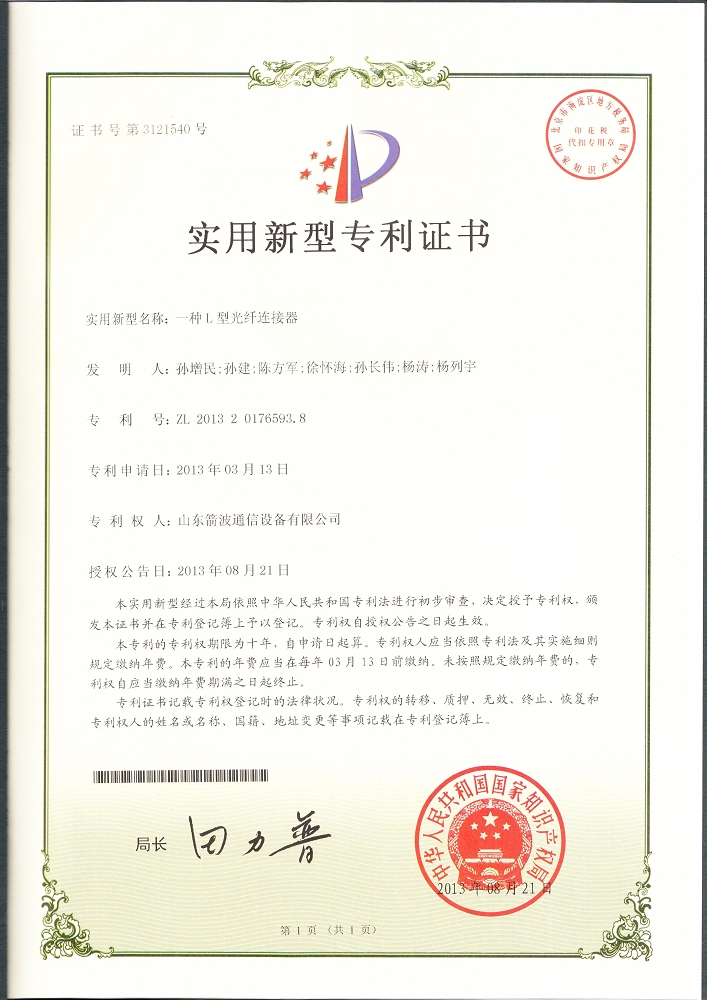 证书号第3121540号
北京市海淀区地方税务局
印花税
代扣专用章
国家知识产权局
实用新型专利证书
实用新型名称：一种L型光纤连接器
发明人：孙增民;孙建;陈方军;徐怀海;孙长伟;杨涛;杨列宇
专利号：ZL 2013 2 0176593.8
专利申请日：2013年03月13日
专利权人：山东箭波通信设备有限公司
授权公告日：2013年08月21日
本实用新型经过本局依照中华人民共和国专利法进行初步审查，决定授予专利权，颁
发本证书并在专利登记簿上予以登记。专利权自授权公告之日起生效。
本专利的专利权期限为十年，自申请日起算。专利权人应当依照专利法及其实施细则
规定缴纳年费。本专利的年费应当在每年03月13日前缴纳。未按照规定缴纳年费的，专
利权自应当缴纳年费期满之日起终止。
专利证书记载专利权登记时的法律状况。专利权的转移、质押、无效、终止、恢复和
专利权人的姓名或名称、国籍、地址变更等事项记载在专利登记簿上。
局长 田力普
中华人民共和国国家知识产权局
2013年08月21日
第1页（共1页）